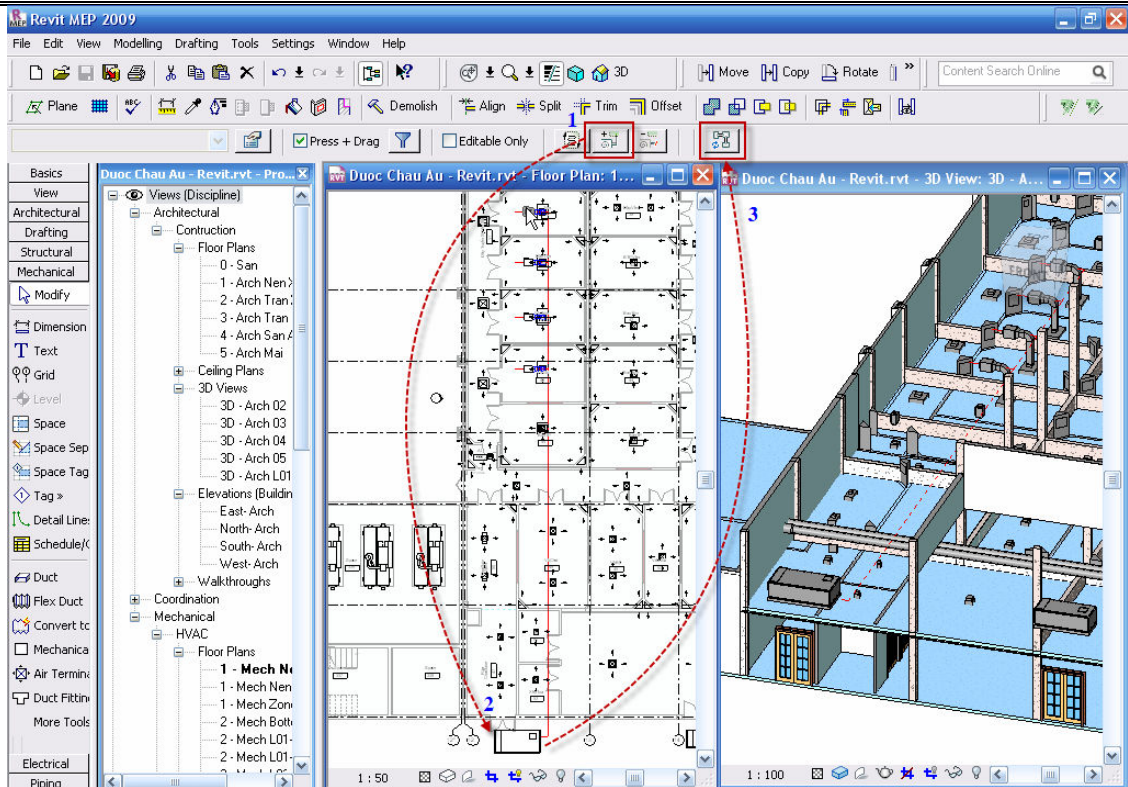 Revit MEP 2009
File Edit View Modelling Drafting Tools Settings Window Help
3D Move Copy Rotate » Content Search Online
Plane Demolish Align Split Trim Offset
1
Press + Drag Editable Only
Basics
View
Architectural
Drafting
Structural
Mechanical
Modify
Dimension
Text
Grid
Level
Space
Space Sep
Space Tag
Tag »
Detail Line:
Schedule/(
Duct
Flex Duct
Convert to
Mechanica
Air Termina
Duct Fittin
More Tools
Electrical
Piping
Duoc Chau Au - Revit.rvt - Pro...
Views (Discipline)
Architectural
Contruction
Floor Plans
0 - San
1 - Arch Nen
2 - Arch Tran
3 - Arch Tran
4 - Arch San
5 - Arch Mai
Ceiling Plans
3D Views
3D - Arch 02
3D - Arch 03
3D - Arch 04
3D - Arch 05
3D - Arch L01
Elevations (Buildin
East- Arch
North- Arch
South- Arch
West- Arch
Walkthroughs
Coordination
Mechanical
HVAC
Floor Plans
1 - Mech Ne
1 - Mech Nen
1 - Mech Zon
2 - Mech Bott
2 - Mech L01-
2 - Mech L01-
Duoc Chau Au - Revit.rvt - Floor Plan: 1...
2
1 : 50
Duoc Chau Au - Revit.rvt - 3D View: 3D - A...
3
FRONT
1 : 100